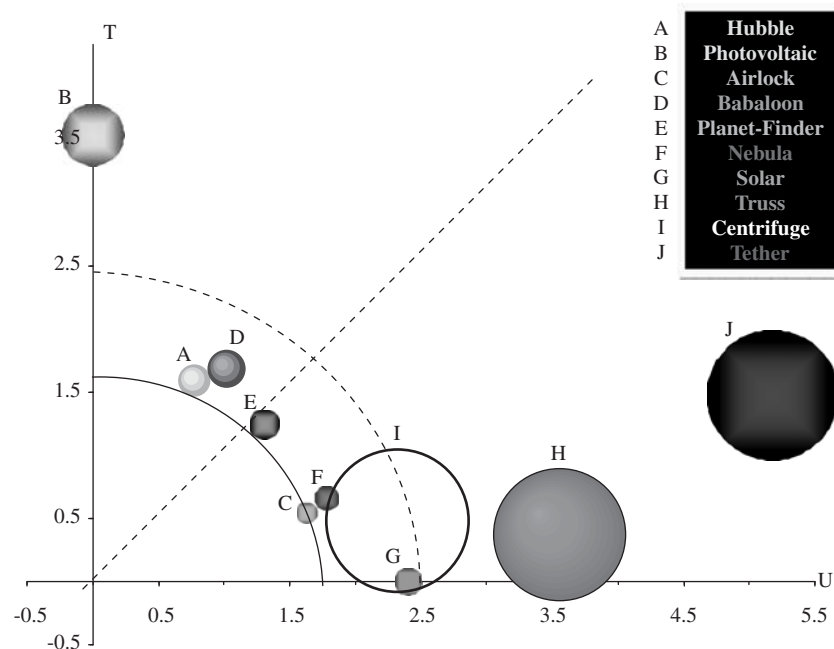 T
A Hubble
B Photovoltaic
C Airlock
D Babaloon
E Planet-Finder
F Nebula
G Solar
H Truss
I Centrifuge
J Tether
B
3.5
2.5
J
D
A
1.5
E
I
H
F
C
0.5
G
U
-0.5 0.5 1.5 2.5 3.5 4.5 5.5
-0.5